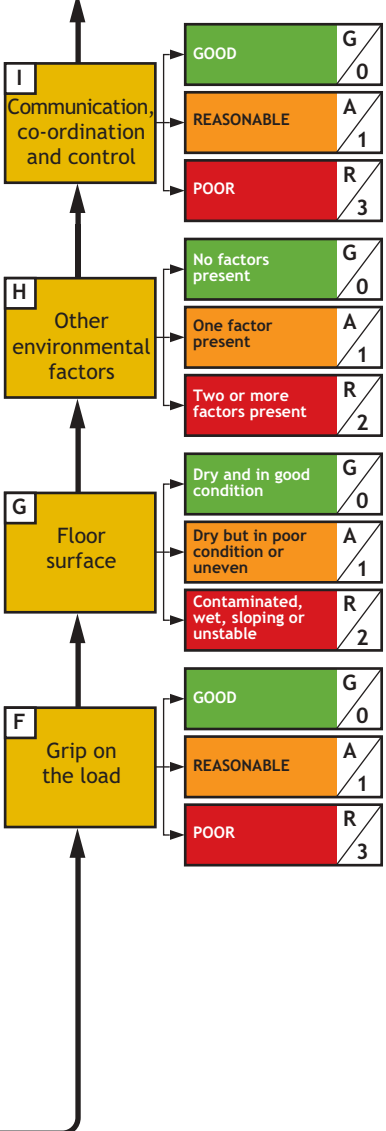 I
Communication,
co-ordination
and control
GOOD
G
0
REASONABLE
A
1
POOR
R
3
H
Other
environmental
factors
No factors
present
G
0
One factor
present
A
1
Two or more
factors present
R
2
G
Floor
surface
Dry and in good
condition
G
0
Dry but in poor
condition or
uneven
A
1
Contaminated,
wet, sloping or
unstable
R
2
F
Grip on
the load
GOOD
G
0
REASONABLE
A
1
POOR
R
3